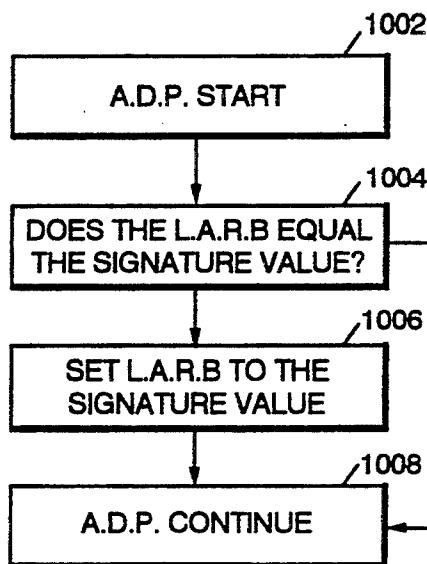 1002
A.D.P. START
1004
DOES THE L.A.R.B EQUAL
THE SIGNATURE VALUE?
1006
SET L.A.R.B TO THE
SIGNATURE VALUE
1008
A.D.P. CONTINUE